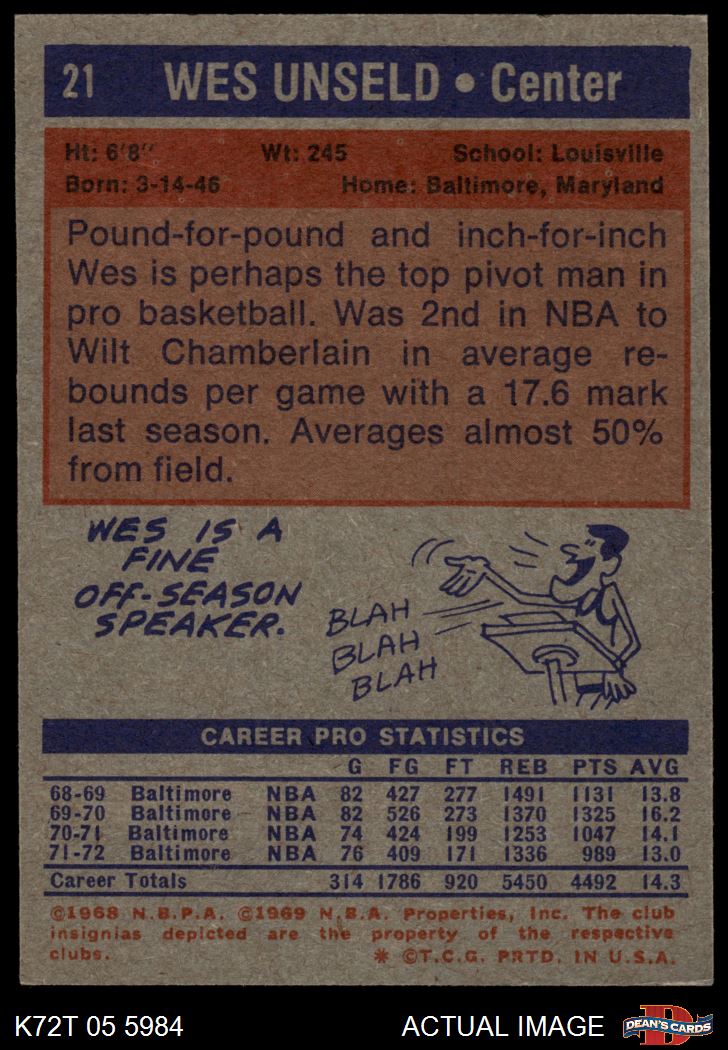 21 WES UNSELD • Center
Ht: 6'8'' Wt: 245 School: Louisville
Born: 3-14-46 Home: Baltimore, Maryland
Pound-for-pound and inch-for-inch
Wes is perhaps the top pivot man in
pro basketball. Was 2nd in NBA to
Wilt Chamberlain in average re-
bounds per game with a 17.6 mark
last season. Averages almost 50%
from field.
WES IS A
FINE
OFF-SEASON
SPEAKER.
BLAH
BLAH
BLAH
CAREER PRO STATISTICS
G FG FT REB PTS AVG
68-69 Baltimore NBA 82 427 277 1491 1131 13.8
69-70 Baltimore NBA 82 526 273 1370 1325 16.2
70-71 Baltimore NBA 74 424 199 1253 1047 14.1
71-72 Baltimore NBA 76 409 171 1336 989 13.0
Career Totals 314 1786 920 5450 4492 14.3
©1968 N.B.P.A. ©1969 N.B.A. Properties, Inc. The club
insignias depicted are the property of the respective
clubs. * ©T.C.G. PRTD. IN U.S.A.
K72T 05 5984 ACTUAL IMAGE
D
DEAN'S CARDS